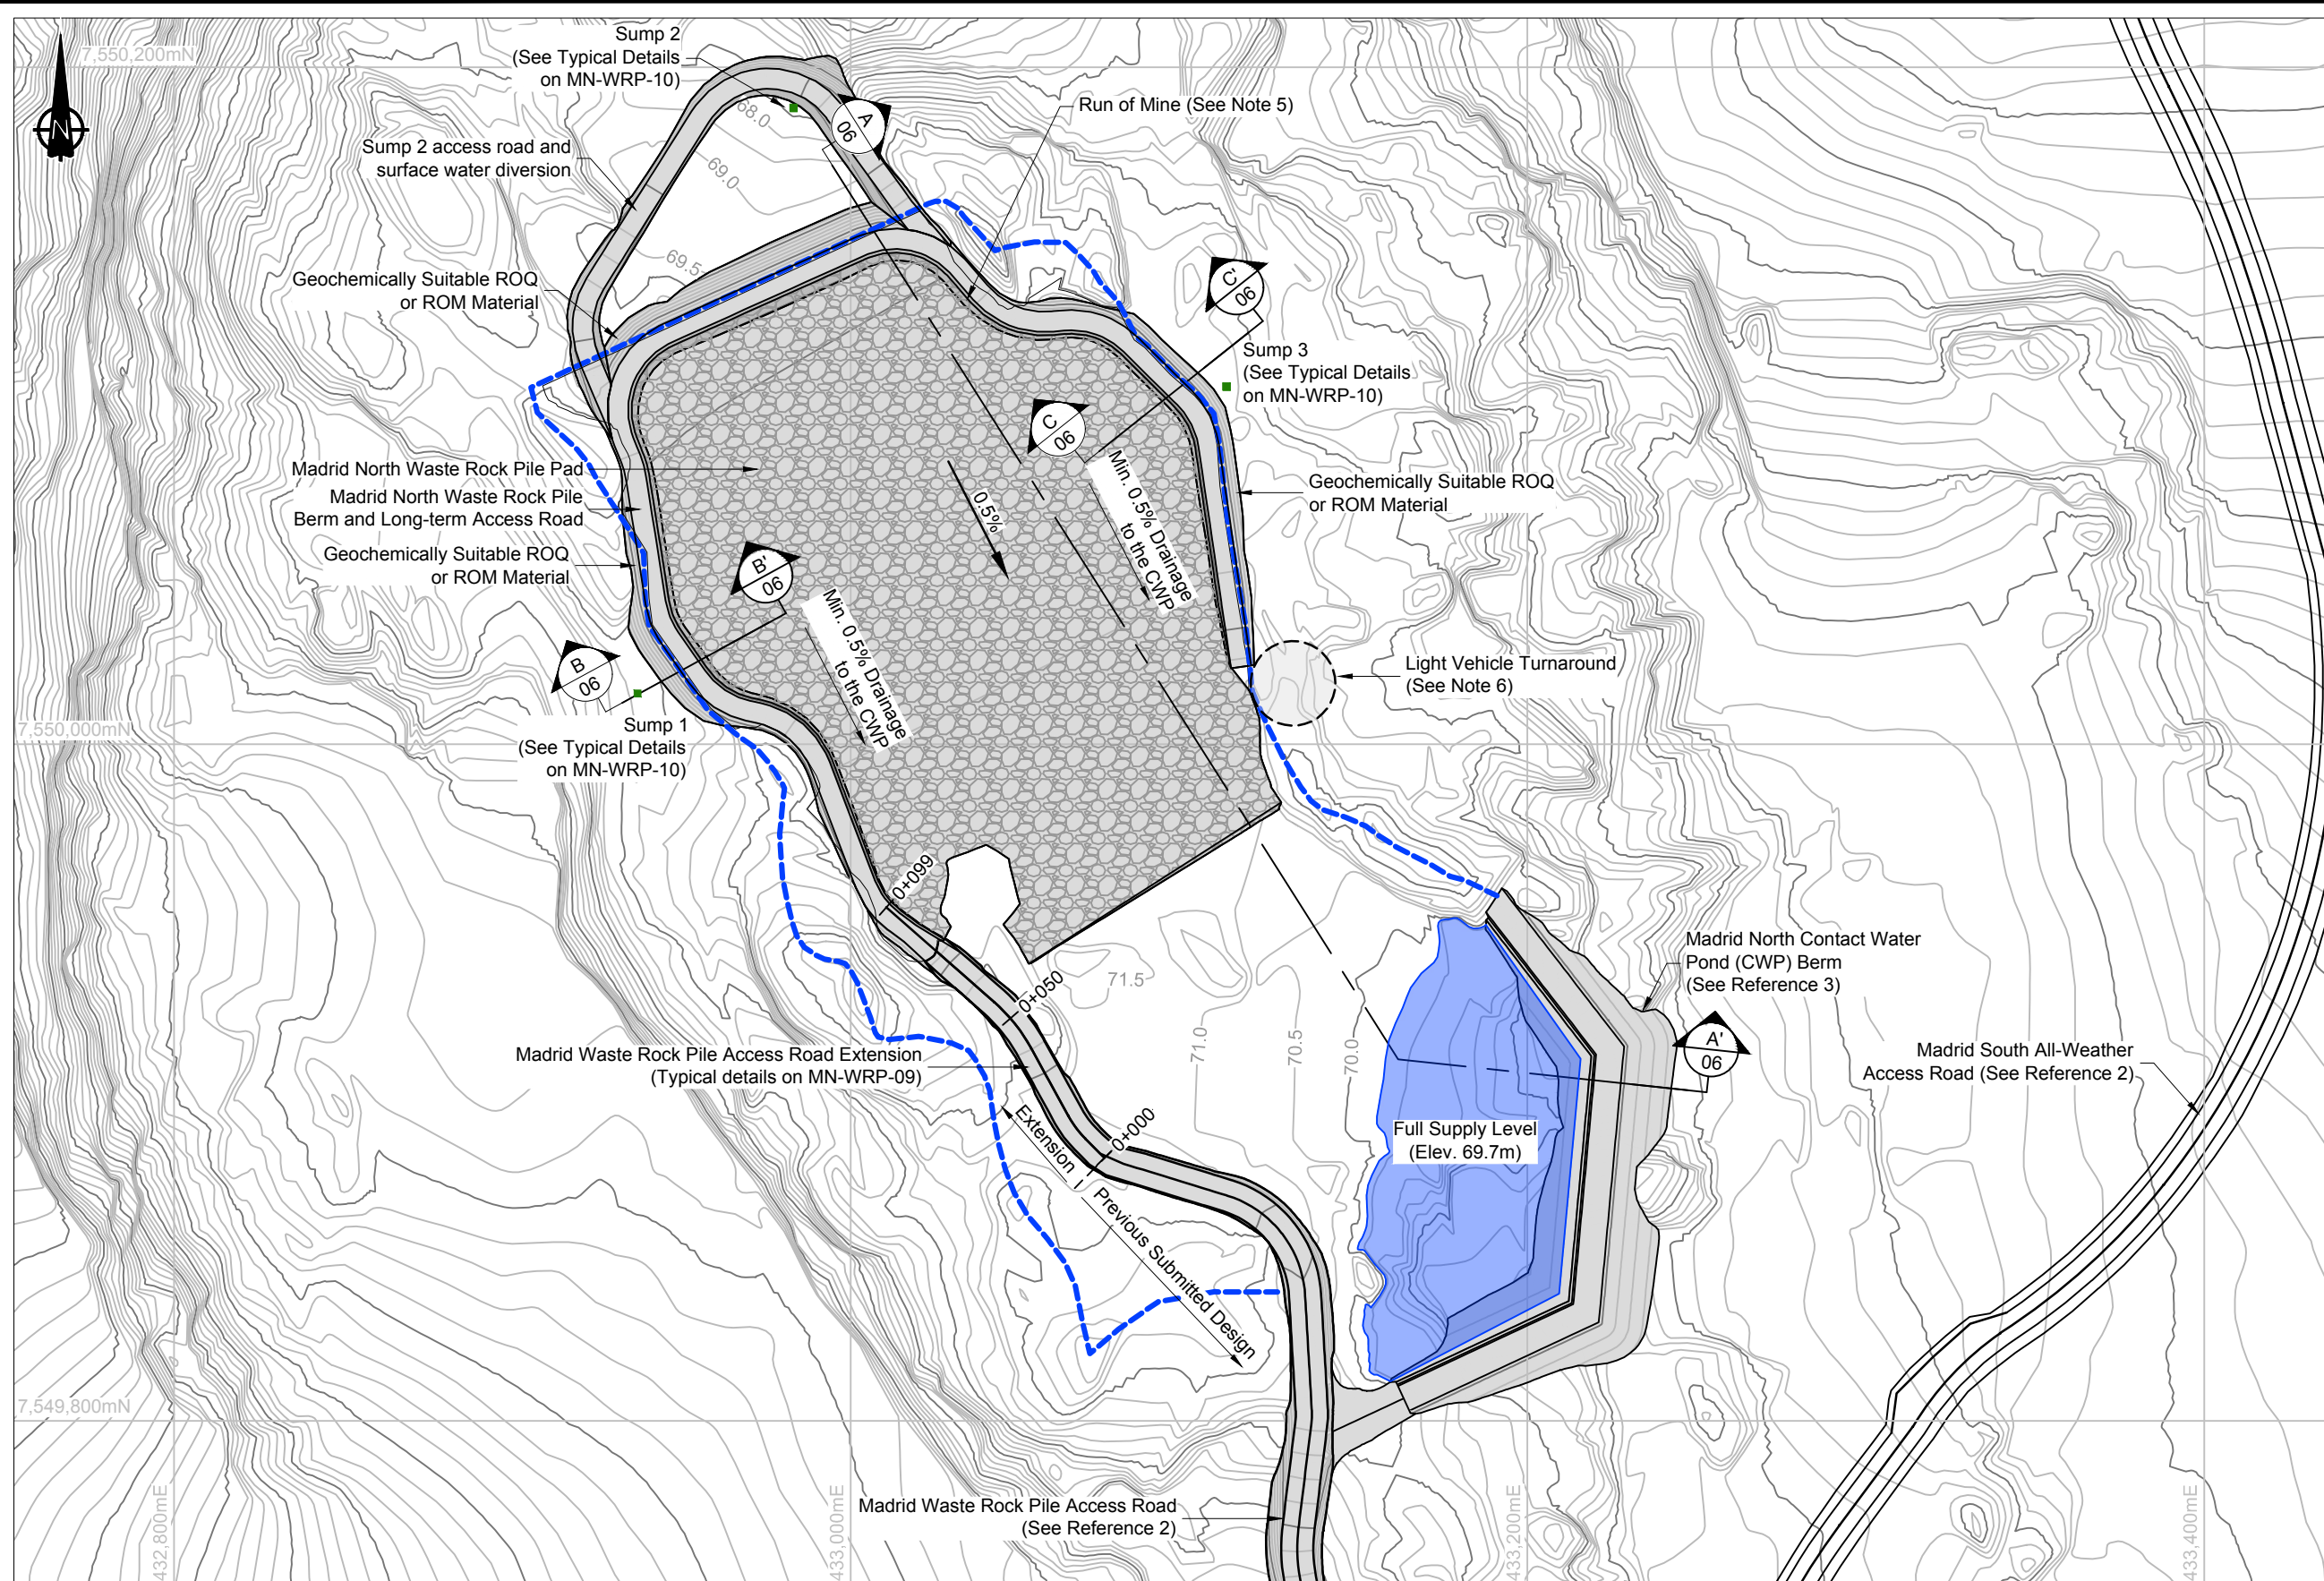 7,550,200mN
N
Sump 2
(See Typical Details
on MN-WRP-10)
Run of Mine (See Note 5)
68.0
A
06
Sump 2 access road and
surface water diversion
69.0
69.5
Geochemically Suitable ROQ
or ROM Material
C'
06
Sump 3
(See Typical Details
on MN-WRP-10)
C
06
Madrid North Waste Rock Pile Pad
Madrid North Waste Rock Pile
Berm and Long-term Access Road
Geochemically Suitable ROQ
or ROM Material
0.5%
Min. 0.5% Drainage
to the CWP
Geochemically Suitable ROQ
or ROM Material
B'
06
Min. 0.5% Drainage
to the CWP
B
06
Light Vehicle Turnaround
(See Note 6)
7,550,000mN
Sump 1
(See Typical Details
on MN-WRP-10)
0+099
0+050
71.5
71.0
70.5
70.0
Madrid North Contact Water
Pond (CWP) Berm
(See Reference 3)
A'
06
Madrid South All-Weather
Access Road (See Reference 2)
Madrid Waste Rock Pile Access Road Extension
(Typical details on MN-WRP-09)
Extension
0+000
Previous Submitted Design
Full Supply Level
(Elev. 69.7m)
7,549,800mN
Madrid Waste Rock Pile Access Road
(See Reference 2)
432,800mE
433,000mE
433,200mE
433,400mE